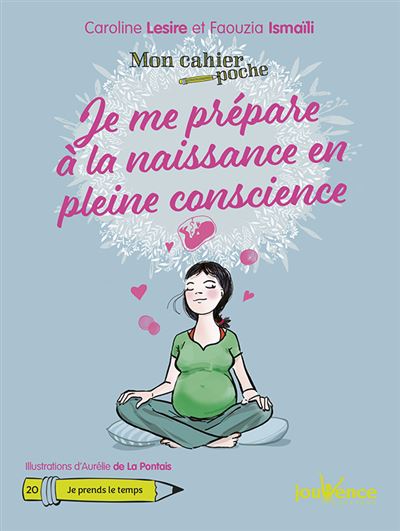 Caroline Lesire et Faouzia Ismaïli
Mon cahier
poche
Je me prépare
à la naissance en
pleine conscience
Illustrations d'Aurélie de La Pontais
20 Je prends le temps
jouvence